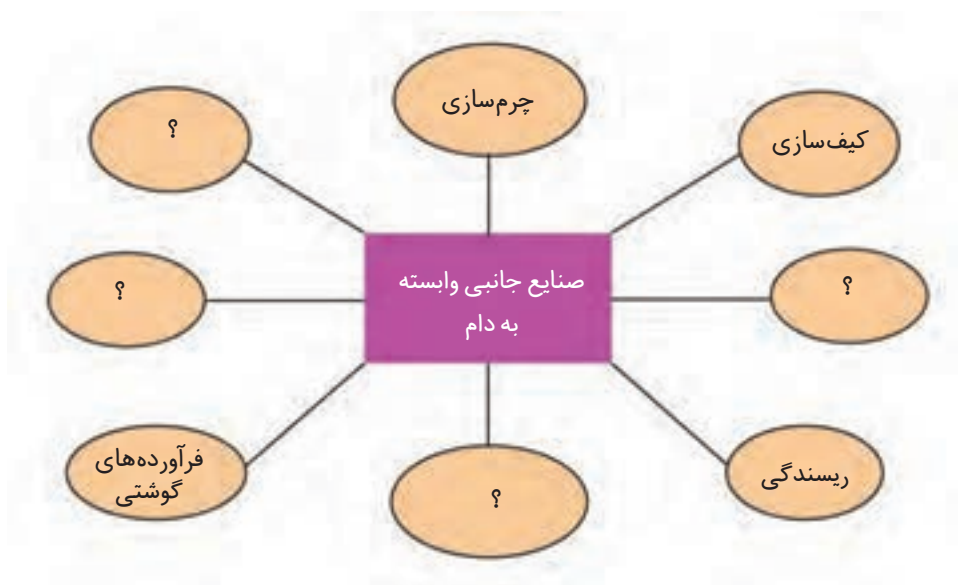 چرم‌سازی
کیف‌سازی
؟
؟
صنایع جانبی وابسته
به دام
؟
فرآورده‌های
گوشتی
؟
ریسندگی